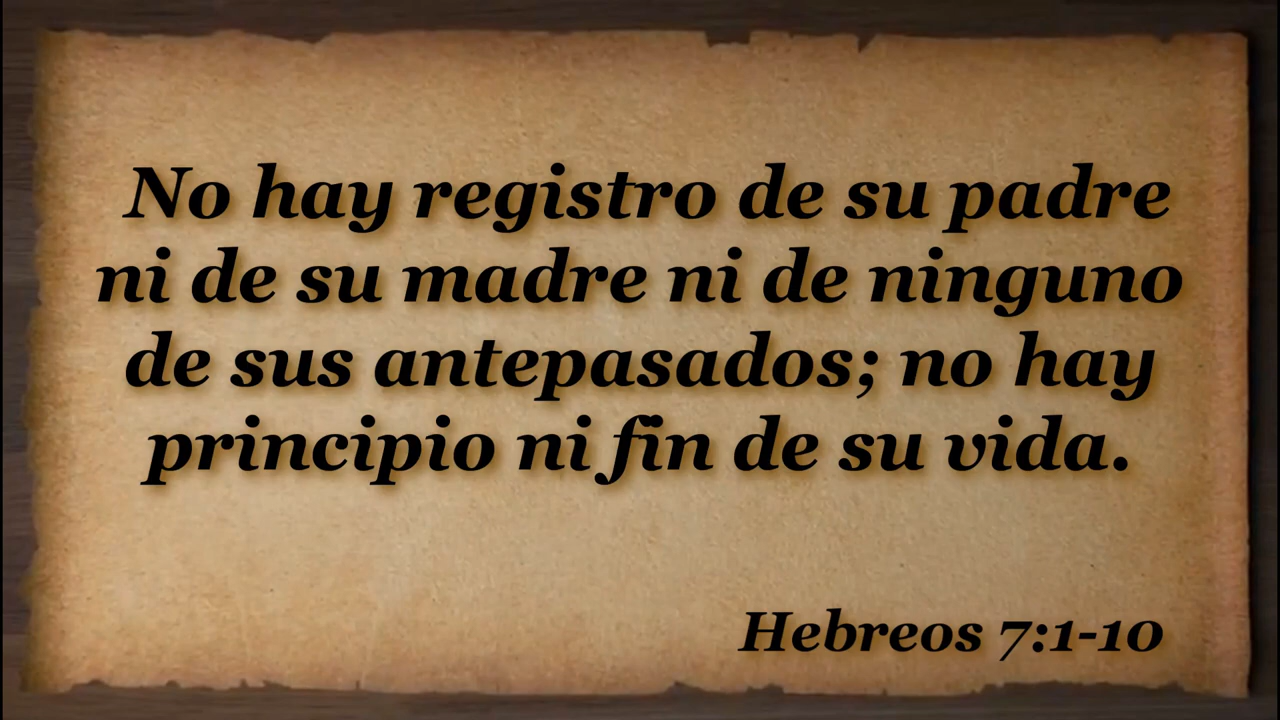 No hay registro de su padre
ni de su madre ni de ninguno
de sus antepasados; no hay
principio ni fin de su vida.
Hebreos 7:1-10